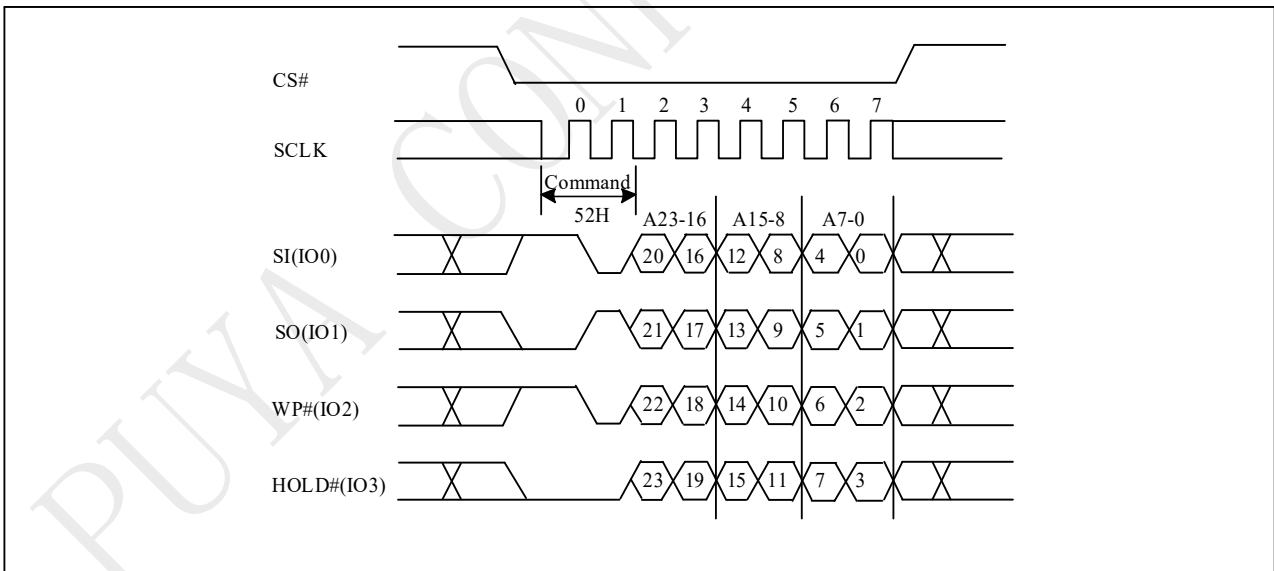 PUYA CONF
CS#
0 1 2 3 4 5 6 7
SCLK
Command
52H
A23-16 A15-8 A7-0
SI(IO0) 20 16 12 8 4 0
SO(IO1) 21 17 13 9 5 1
WP#(IO2) 22 18 14 10 6 2
HOLD#(IO3) 23 19 15 11 7 3